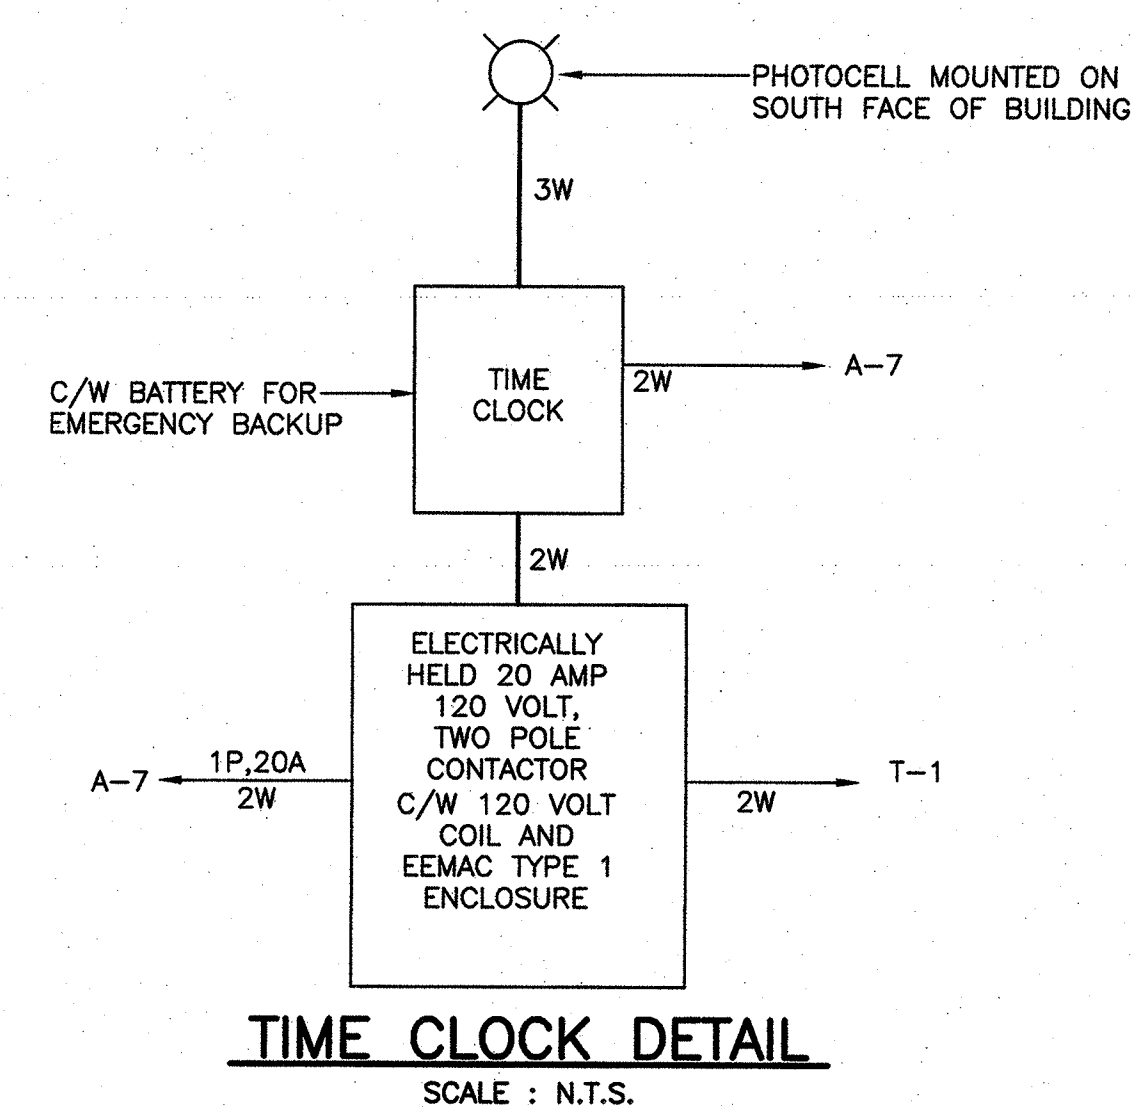 PHOTOCELL MOUNTED ON
SOUTH FACE OF BUILDING
3W
TIME
CLOCK
2W
A-7
C/W BATTERY FOR
EMERGENCY BACKUP
2W
ELECTRICALLY
HELD 20 AMP
120 VOLT,
TWO POLE
CONTACTOR
C/W 120 VOLT
COIL AND
EEMAC TYPE 1
ENCLOSURE
A-7
1P,20A
2W
2W
T-1
TIME CLOCK DETAIL
SCALE : N.T.S.